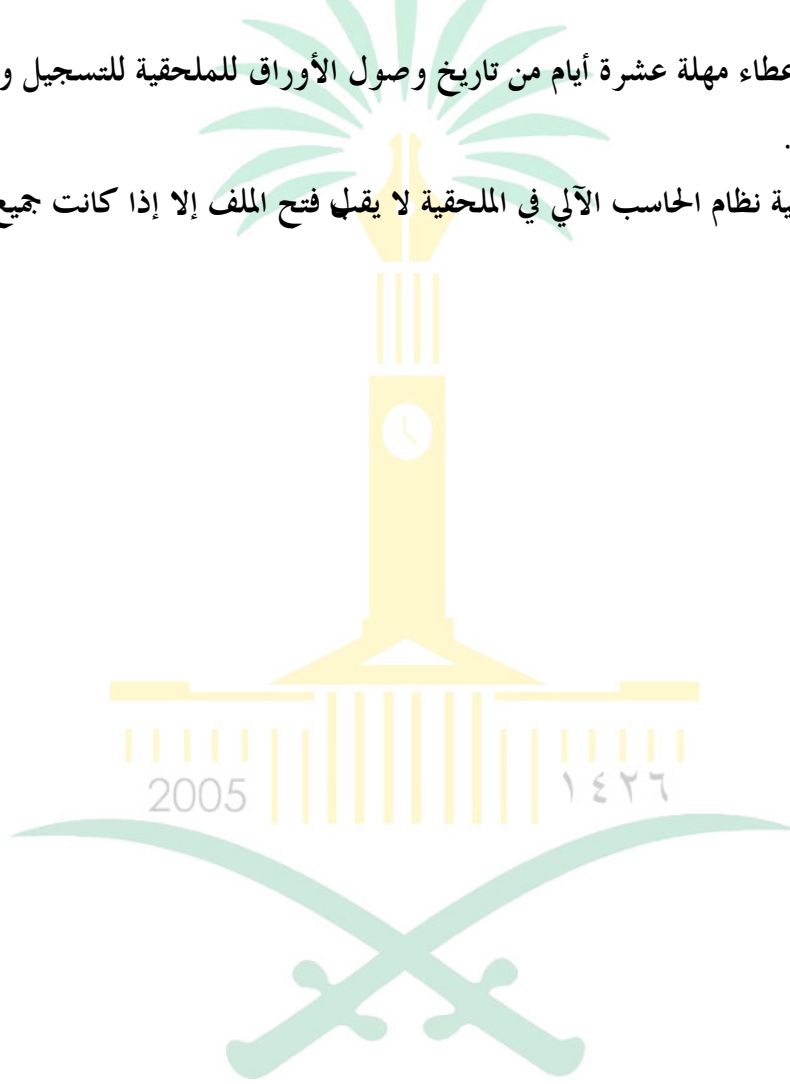 عطاء مهلة عشرة أيام من تاريخ وصول الأوراق للملحقية للتسجيل و
.
ية نظام الحاسب الآلي في الملحقية لا يقبل فتح الملف إلا إذا كانت جميع
2005 ١٤٢٦